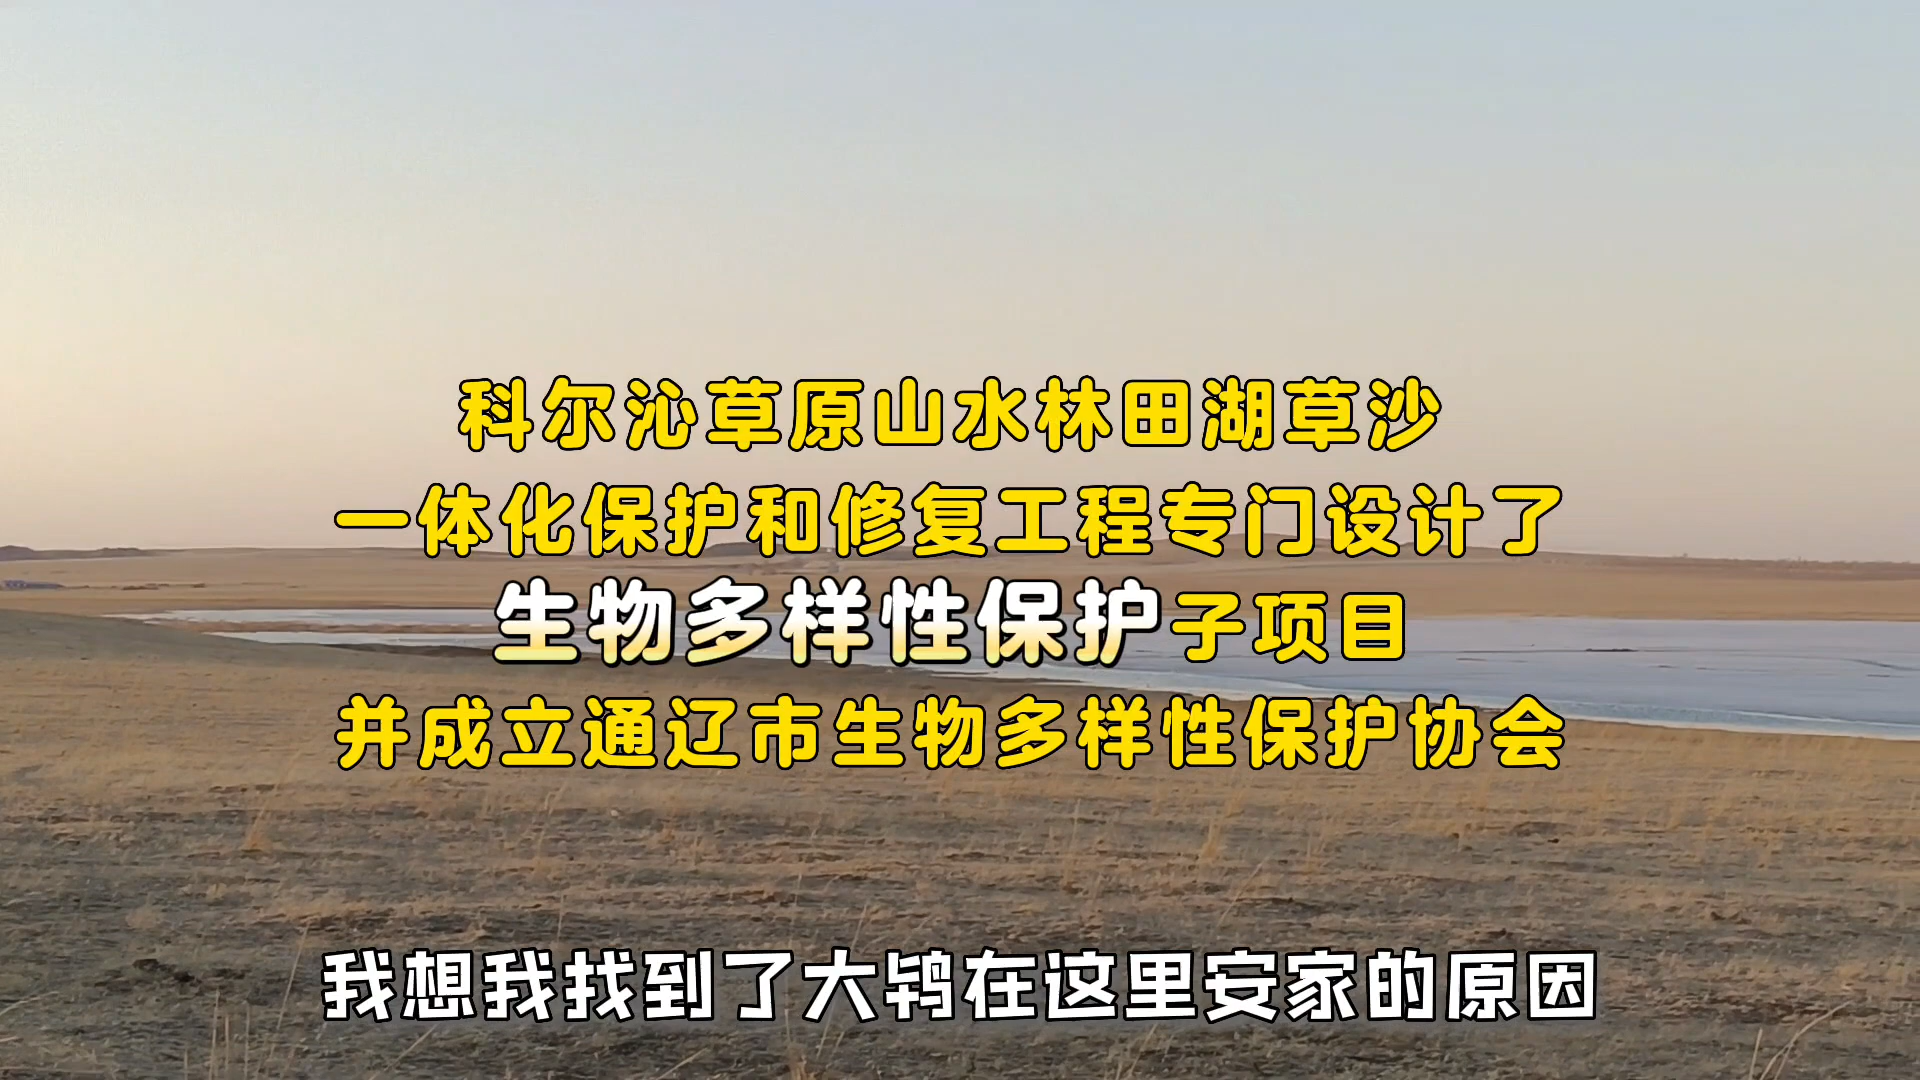 科尔沁草原山水林田湖草沙
一体化保护和修复工程专门设计了
生物多样性保护子项目
并成立通辽市生物多样性保护协会
我想我找到了大鸨在这里安家的原因